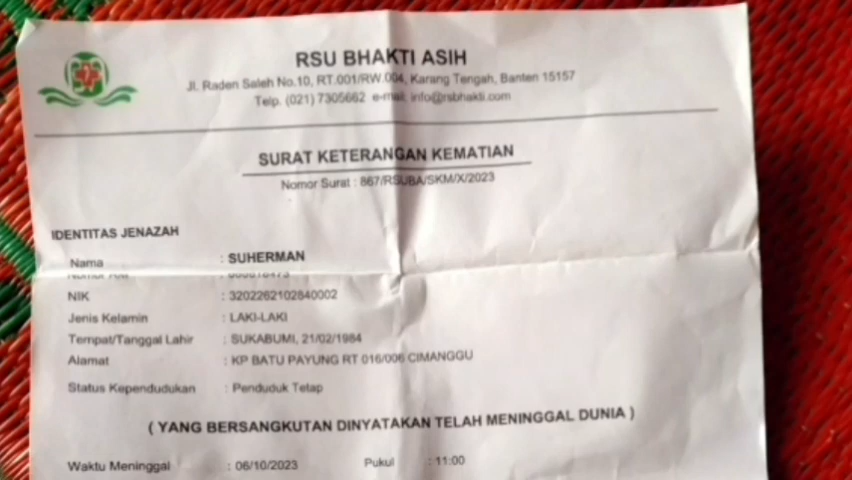 RSU BHAKTI ASIH
Jl. Raden Saleh No.10, RT.001/RW.004, Karang Tengah, Banten 15157
Telp. (021) 7305662 e-mail. info@rsbhakti.com
SURAT KETERANGAN KEMATIAN
Nomor Surat : 867/RSUBA/SKM/X/2023
IDENTITAS JENAZAH
Nama : SUHERMAN
NIK : 3202262102840002
Jenis Kelamin : LAKI-LAKI
Tempat/Tanggal Lahir : SUKABUMI, 21/02/1984
Alamat : KP BATU PAYUNG RT 016/006 CIMANGGU
Status Kependudukan : Penduduk Tetap
( YANG BERSANGKUTAN DINYATAKAN TELAH MENINGGAL DUNIA )
Waktu Meninggal : 06/10/2023 Pukul : 11:00